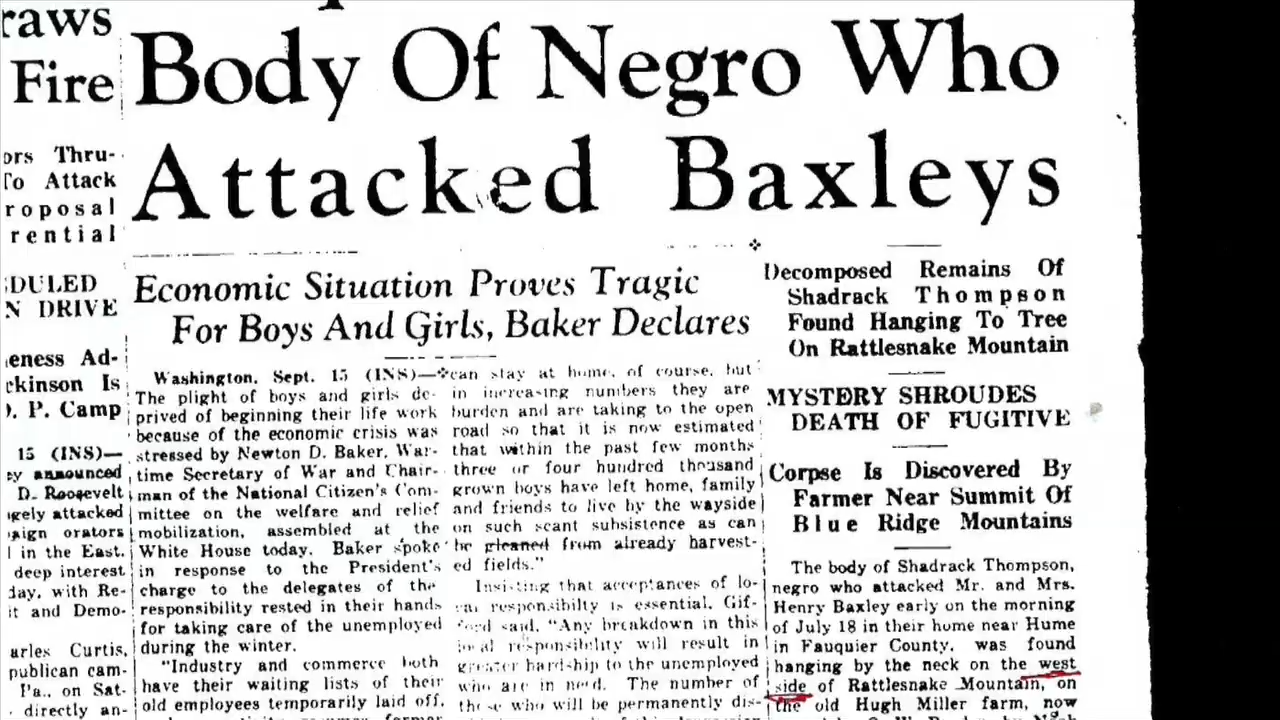 raws
Fire
ors Thru-
To Attack
roposal
rential
DULED
N DRIVE
eness Ad-
ckinson Is
P. Camp
15 (INS)—
ey announced
D. Roosevelt
gely attacked
aign orators
in the East.
deep interest
day, with Re-
it and Demo-
arles Curtis,
publican cam-
Pa., on Sat-
directly an-
Body Of Negro Who
Attacked Baxleys
Economic Situation Proves Tragic
For Boys And Girls, Baker Declares
Washington, Sept. 15 (INS)—
The plight of boys and girls de-
prived of beginning their life work
because of the economic crisis was
stressed by Newton D. Baker, War-
time Secretary of War and Chair-
man of the National Citizen's Com-
mittee on the welfare and relief
mobilization, assembled at the
White House today. Baker spoke
in response to the President's
charge to the delegates of the
responsibility rested in their hands
for taking care of the unemployed
during the winter.
"Industry and commerce both
have their waiting lists of their
old employees temporarily laid off,
can stay at home, of course, but
in increasing numbers they are
burden and are taking to the open
road so that it is now estimated
that within the past few months
three or four hundred thousand
grown boys have left home, family
and friends to live by the wayside
on such scant subsistence as can
be gleaned from already harvest-
ed fields."
Insisting that acceptances of lo-
cal responsibilty is essential, Gif-
ford said, "Any breakdown in this
local responsibility will result in
greater hardship to the unemployed
who are in need. The number of
those who will be permanently dis-
Decomposed Remains Of
Shadrack Thompson
Found Hanging To Tree
On Rattlesnake Mountain
MYSTERY SHROUDES
DEATH OF FUGITIVE
Corpse Is Discovered By
Farmer Near Summit Of
Blue Ridge Mountains
The body of Shadrack Thompson,
negro who attacked Mr. and Mrs.
Henry Baxley early on the morning
of July 18 in their home near Hume
in Fauquier County, was found
hanging by the neck on the west
side of Rattlesnake Mountain, on
the old Hugh Miller farm, now